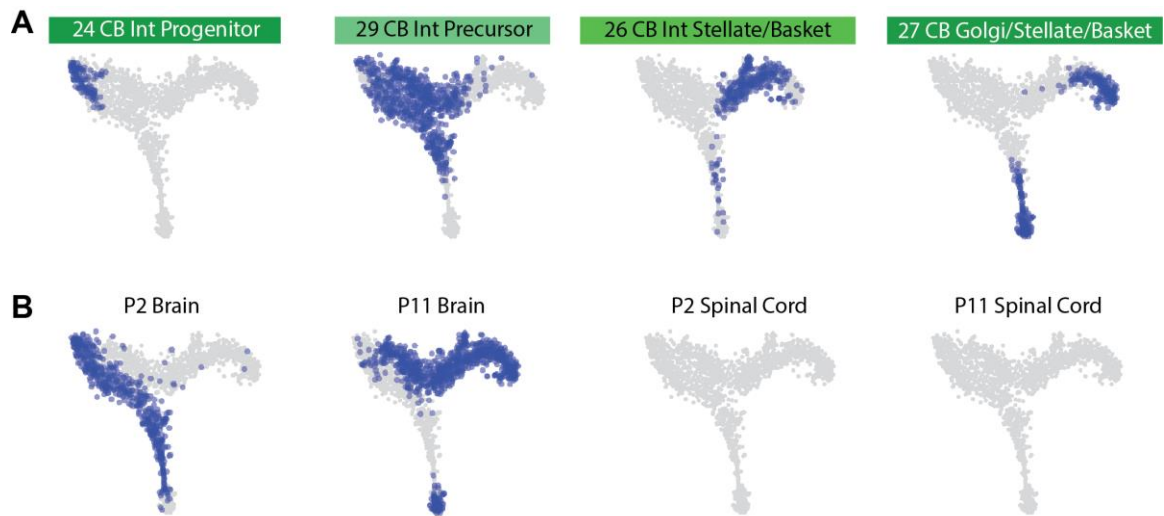 A
24 CB Int Progenitor
29 CB Int Precursor
26 CB Int Stellate/Basket
27 CB Golgi/Stellate/Basket
B
P2 Brain
P11 Brain
P2 Spinal Cord
P11 Spinal Cord